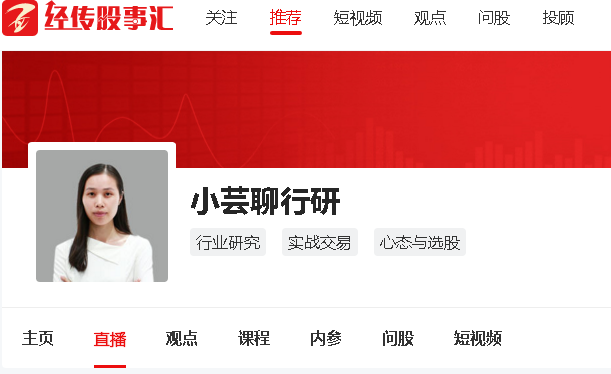 经传股事汇 关注 推荐 短视频 观点 问股 投顾
小芸聊行研
行业研究 实战交易 心态与选股
主页 直播 观点 课程 内参 问股 短视频